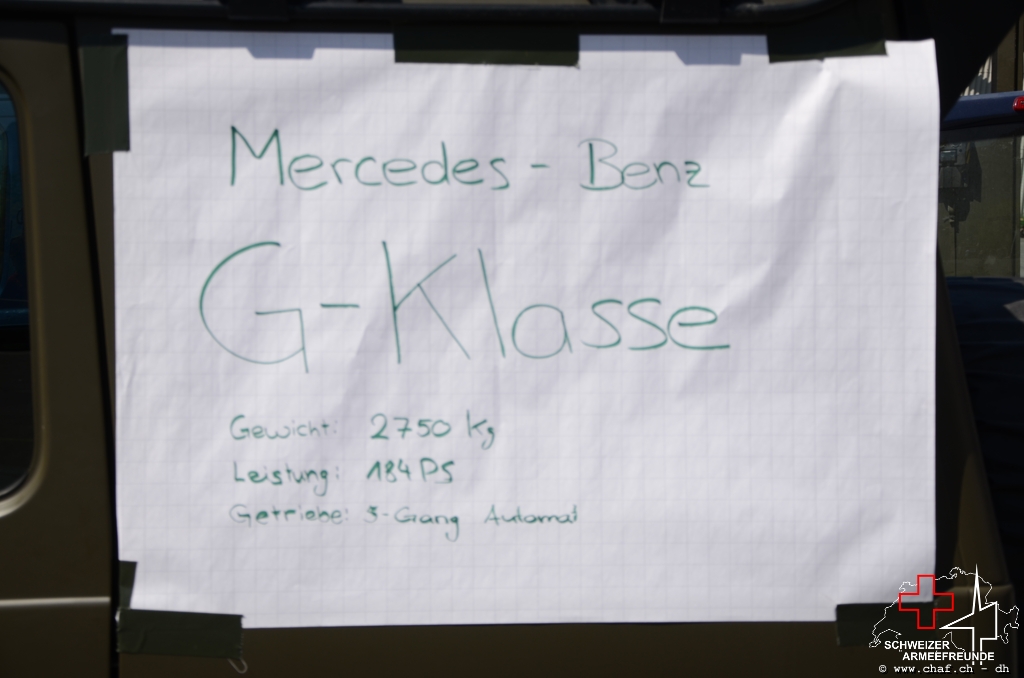 Mercedes - Benz
G-Klasse
Gewicht: 2750 Kg
Leistung: 184 PS
Getriebe: 5-Gang Automat
SCHWEIZER
ARMEEFREUNDE
© www.chaf.ch - dh